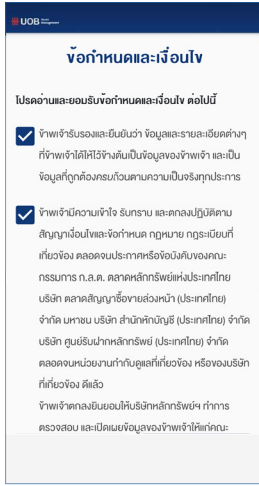 UOB Asset Management
ข้อกำหนดและเงื่อนไข
โปรดอ่านและยอมรับข้อกำหนดและเงื่อนไข ต่อไปนี้
ข้าพเจ้ารับรองและยืนยันว่า ข้อมูลและรายละเอียดต่างๆ
ที่ข้าพเจ้าได้ให้ไว้ข้างต้นเป็นข้อมูลของข้าพเจ้า และเป็น
ข้อมูลที่ถูกต้องครบถ้วนตามความเป็นจริงทุกประการ
ข้าพเจ้ามีความเข้าใจ รับทราบ และตกลงปฏิบัติตาม
สัญญาเงื่อนไขและข้อกำหนด กฎหมาย กฎระเบียบที่
เกี่ยวข้อง ตลอดจนประกาศหรือข้อบังคับของคณะ
กรรมการ ก.ล.ต. ตลาดหลักทรัพย์แห่งประเทศไทย
บริษัท ตลาดสัญญาซื้อขายล่วงหน้า (ประเทศไทย)
จำกัด มหาชน บริษัท สำนักหักบัญชี (ประเทศไทย) จำกัด
บริษัท ศูนย์รับฝากหลักทรัพย์ (ประเทศไทย) จำกัด
ตลอดจนหน่วยงานกำกับดูแลที่เกี่ยวข้อง หรือของบริษัท
ที่เกี่ยวข้อง ดีแล้ว
ข้าพเจ้าตกลงยินยอมให้บริษัทหลักทรัพย์ฯ ทำการ
ตรวจสอบ และเปิดเผยข้อมูลของข้าพเจ้าให้แก่คณะ